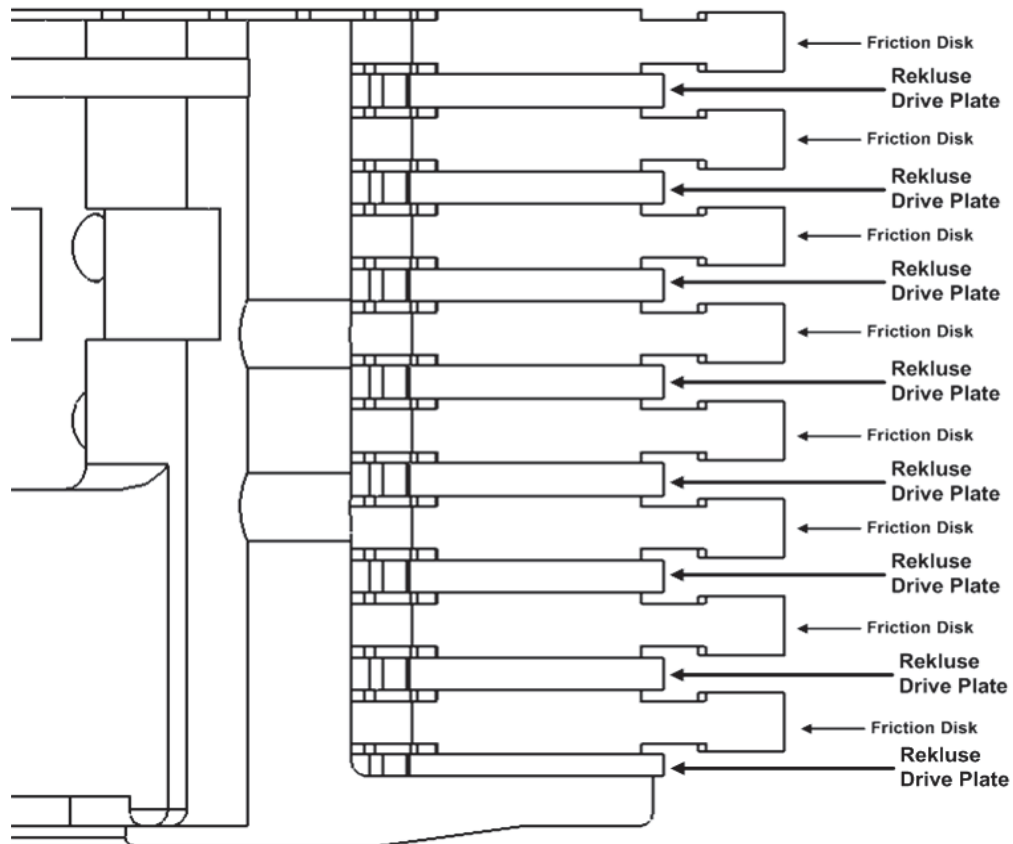 Friction Disk
Rekluse
Drive Plate
Friction Disk
Rekluse
Drive Plate
Friction Disk
Rekluse
Drive Plate
Friction Disk
Rekluse
Drive Plate
Friction Disk
Rekluse
Drive Plate
Friction Disk
Rekluse
Drive Plate
Friction Disk
Rekluse
Drive Plate
Friction Disk
Rekluse
Drive Plate